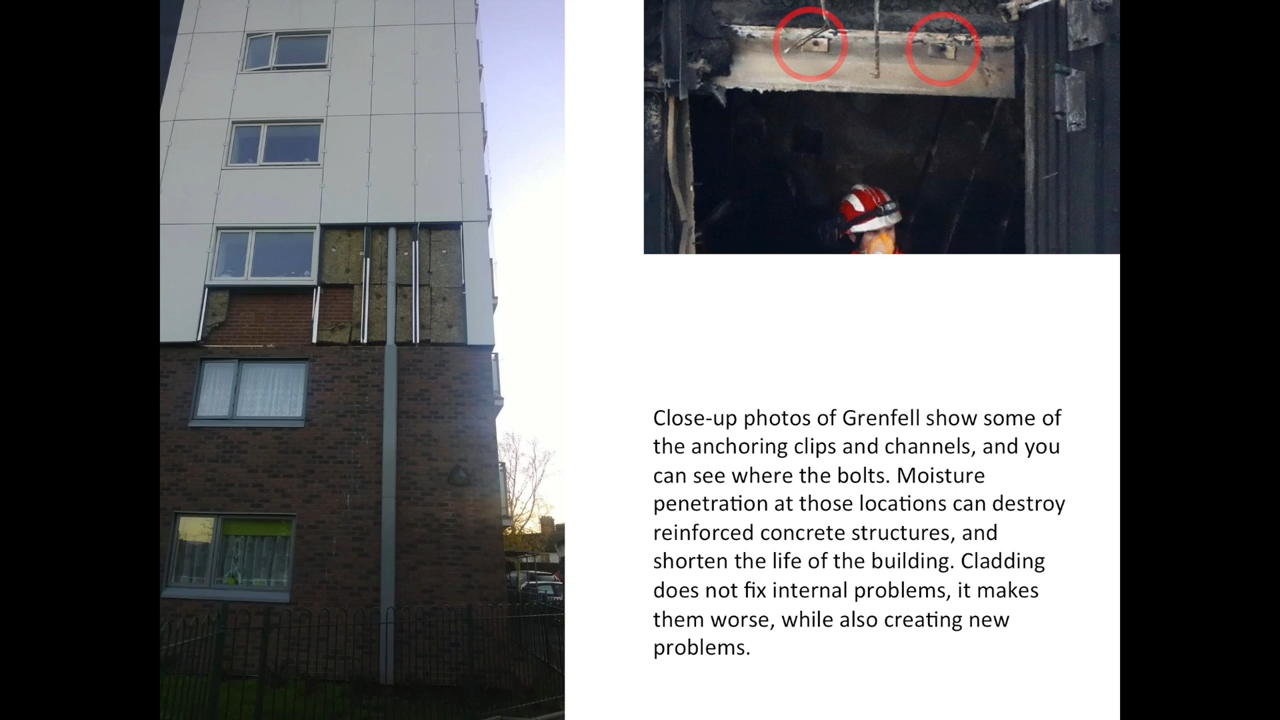 Close-up photos of Grenfell show some of
the anchoring clips and channels, and you
can see where the bolts. Moisture
penetration at those locations can destroy
reinforced concrete structures, and
shorten the life of the building. Cladding
does not fix internal problems, it makes
them worse, while also creating new
problems.